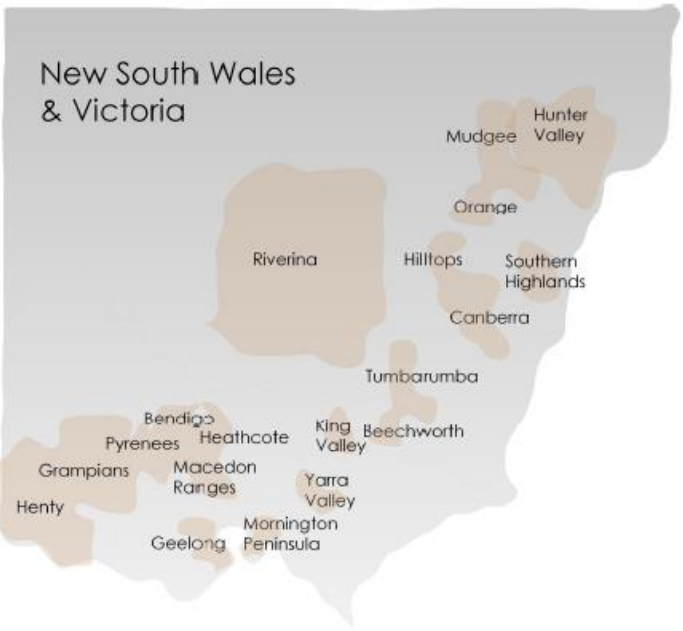 New South Wales
& Victoria
Hunter
Valley
Mudgee
Orange
Riverina
Hilltops
Southern
Highlands
Canberra
Tumbarumba
Bendigo
King
Valley
Beechworth
Pyrenees
Heathcote
Grampians
Macedon
Ranges
Yarra
Valley
Henty
Mornington
Peninsula
Geelong